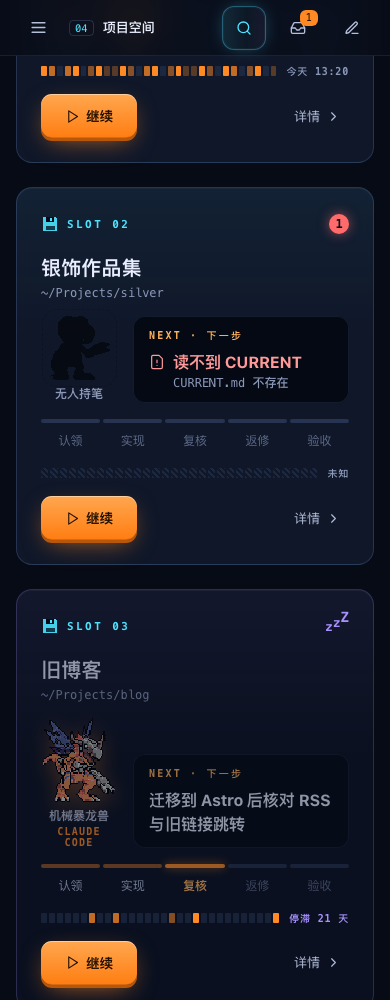 04 项目空间 1
今天 13:20
继续 详情
SLOT 02 1
银饰作品集
~/Projects/silver
NEXT · 下一步
读不到 CURRENT
CURRENT.md 不存在
无人持笔
认领 实现 复核 返修 验收
未知
继续 详情
SLOT 03 zzZ
旧博客
~/Projects/blog
NEXT · 下一步
迁移到 Astro 后核对 RSS
与旧链接跳转
机械暴龙兽
CLAUDE
CODE
认领 实现 复核 返修 验收
停滞 21 天
继续 详情